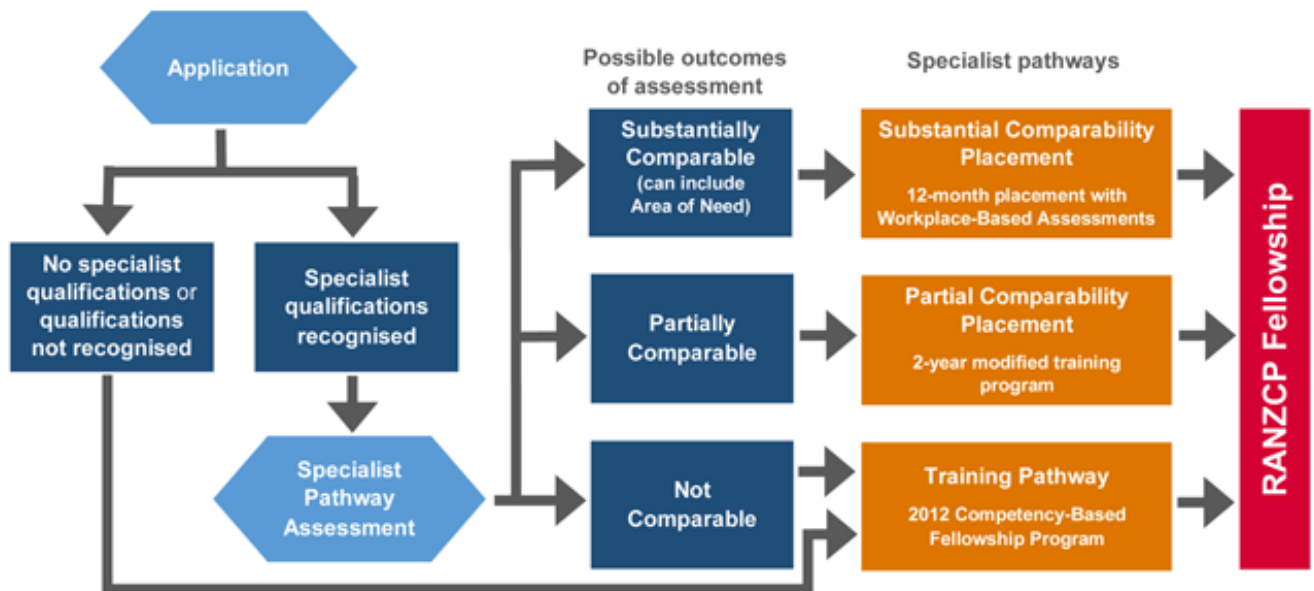 Application
No specialist
qualifications or
qualifications
not recognised
Specialist
qualifications
recognised
Specialist
Pathway
Assessment
Possible outcomes
of assessment
Substantially
Comparable
(can include
Area of Need)
Partially
Comparable
Not
Comparable
Specialist pathways
Substantial Comparability
Placement
12-month placement with
Workplace-Based Assessments
Partial Comparability
Placement
2-year modified training
program
Training Pathway
2012 Competency-Based
Fellowship Program
RANZCP Fellowship